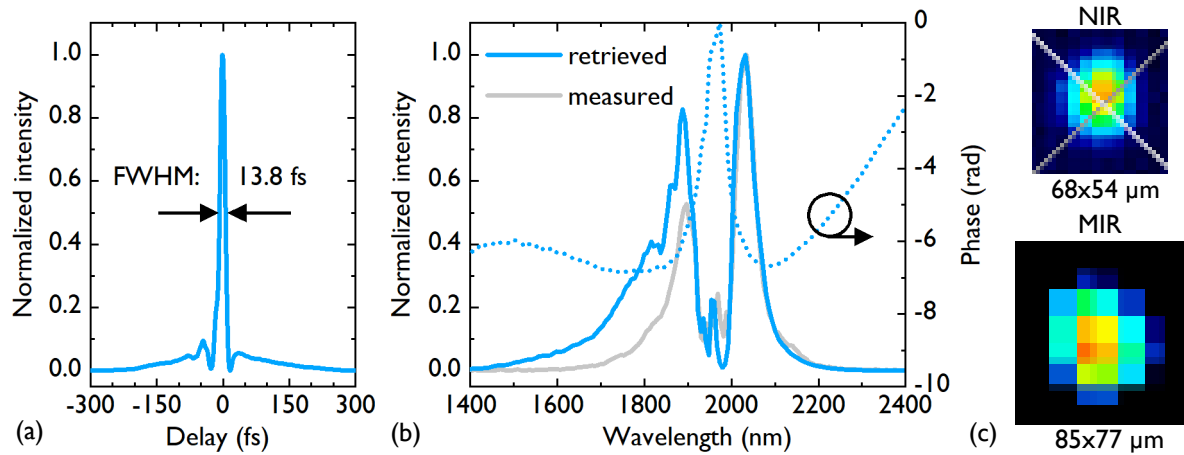 Normalized intensity
1.0
0.8
0.6
0.4
0.2
0.0
FWHM: 13.8 fs
-300 -150 0 150 300
(a)
Delay (fs)
Normalized intensity
1.0
0.8
0.6
0.4
0.2
0.0
retrieved
measured
1400 1600 1800 2000 2200 2400
(b)
Wavelength (nm)
0
-2
-4
-6
-8
-10
Phase (rad)
(c)
NIR
68x54 µm
MIR
85x77 µm